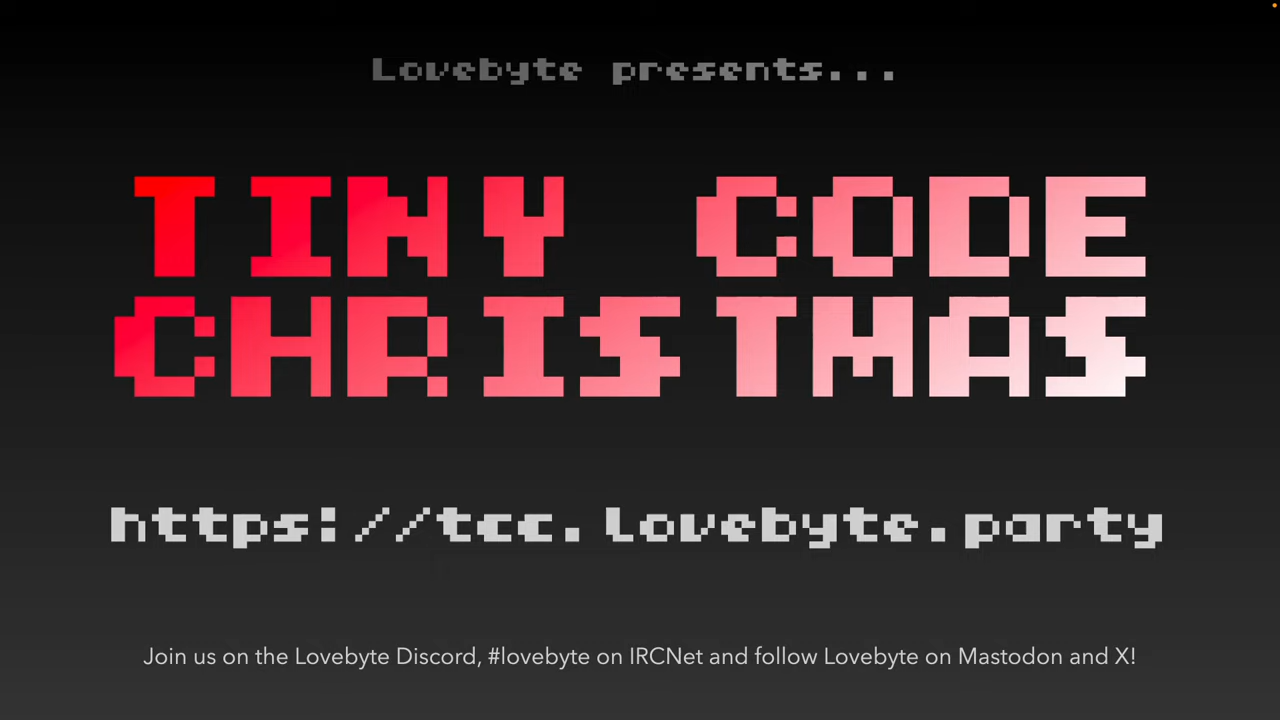 Lovebyte presents...
TINY CODE
CHRISTMAS
https://tcc.lovebyte.party
Join us on the Lovebyte Discord, #lovebyte on IRCNet and follow Lovebyte on Mastodon and X!